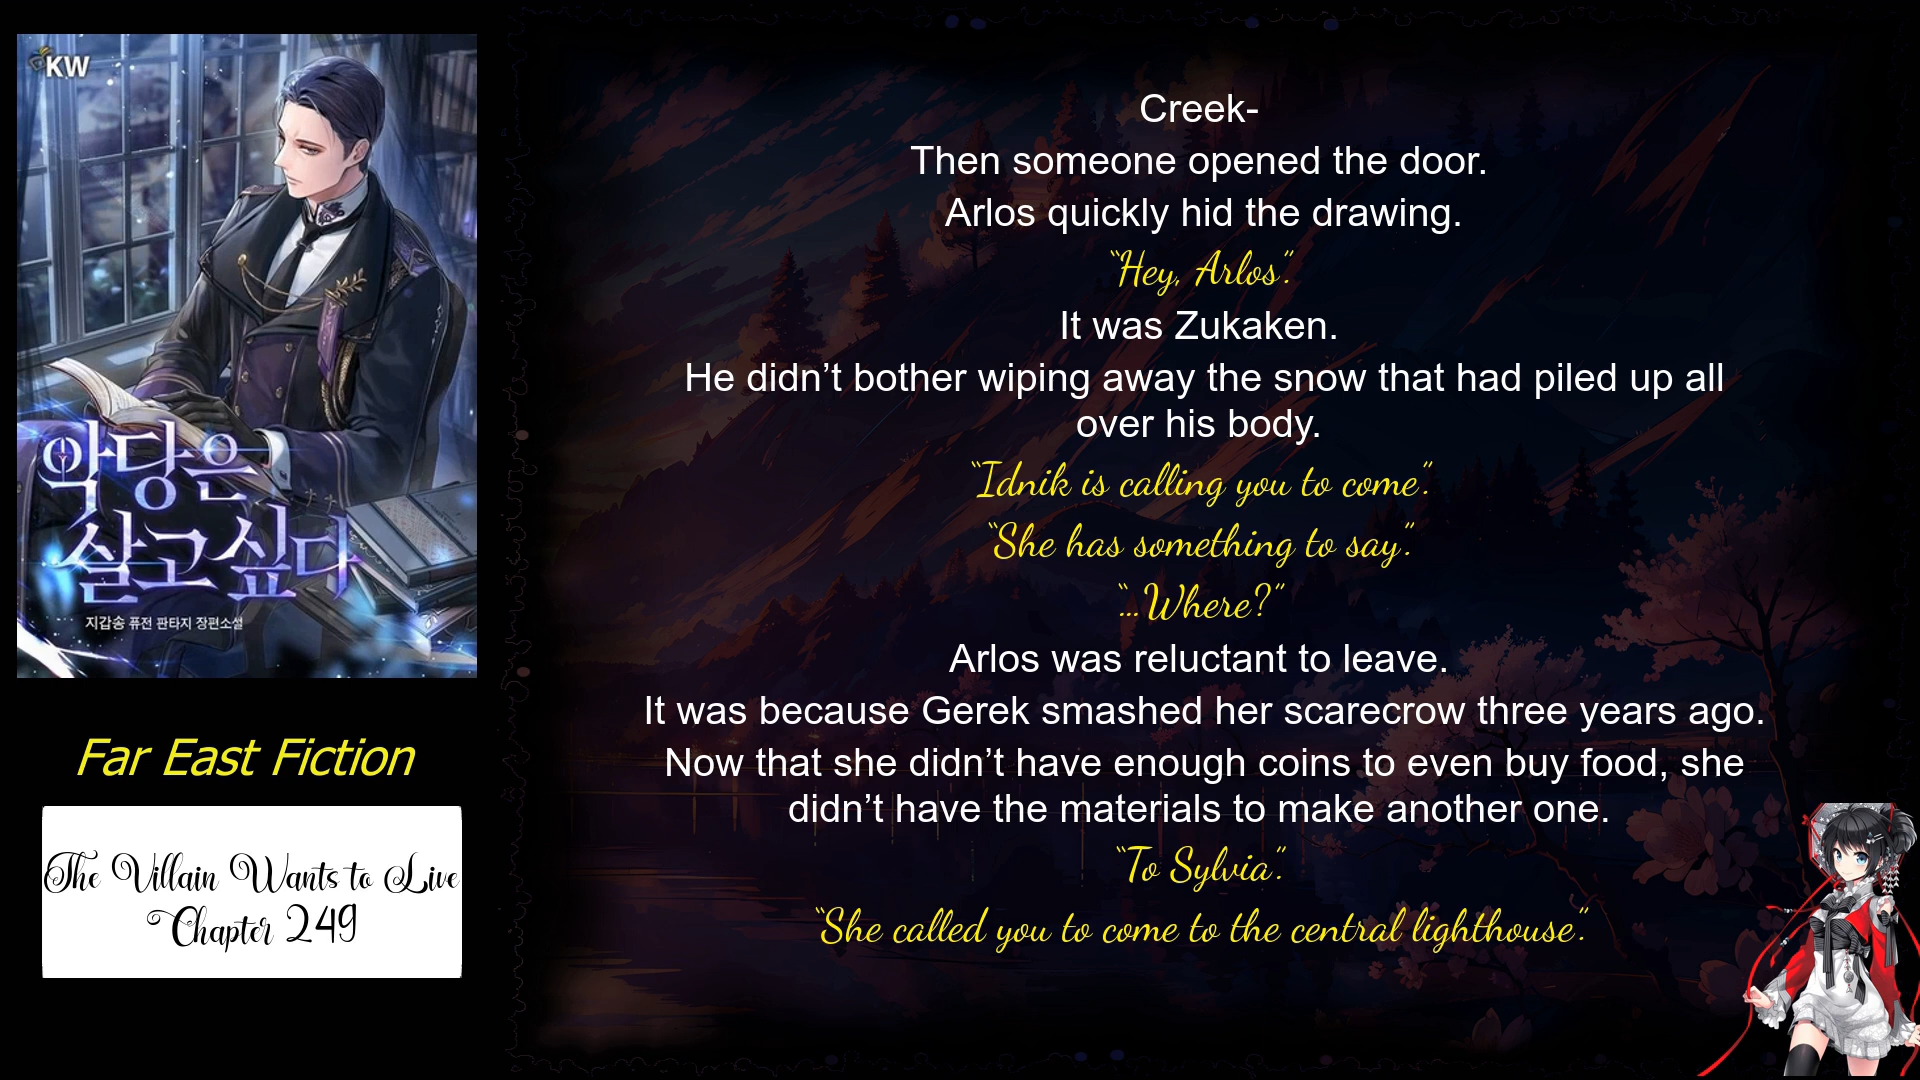 KW
악당은
살고 싶다
지갑송 퓨전 판타지 장편소설
Far East Fiction
The Villain Wants to Live
Chapter 249
Creek-
Then someone opened the door.
Arlos quickly hid the drawing.
“Hey, Arlos”.
It was Zukaken.
He didn’t bother wiping away the snow that had piled up all
over his body.
“Idnik is calling you to come”.
“She has something to say”.
“…Where?”
Arlos was reluctant to leave.
It was because Gerek smashed her scarecrow three years ago.
Now that she didn’t have enough coins to even buy food, she
didn’t have the materials to make another one.
“To Sylvia”.
“She called you to come to the central lighthouse”.